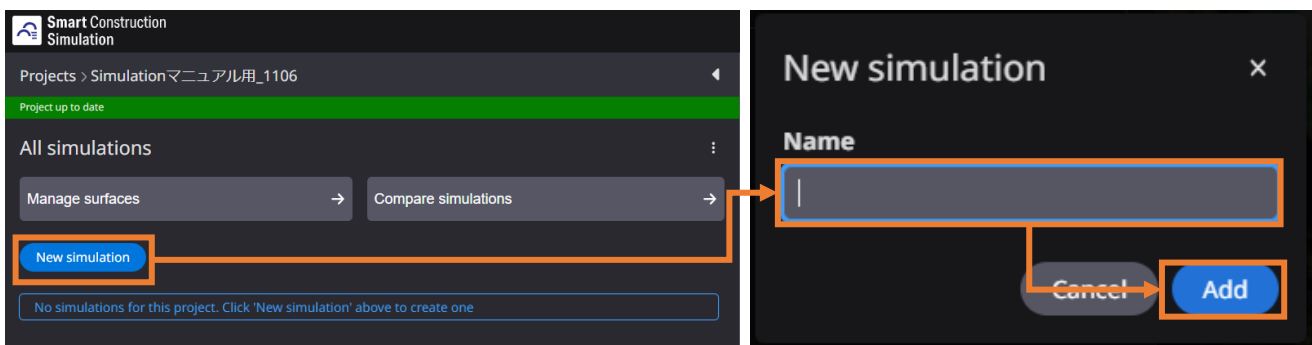 Smart Construction
Simulation
Projects > Simulationマニュアル用_1106
Project up to date
All simulations
Manage surfaces
Compare simulations
New simulation
No simulations for this project. Click 'New simulation' above to create one
New simulation
Name
Cancel
Add